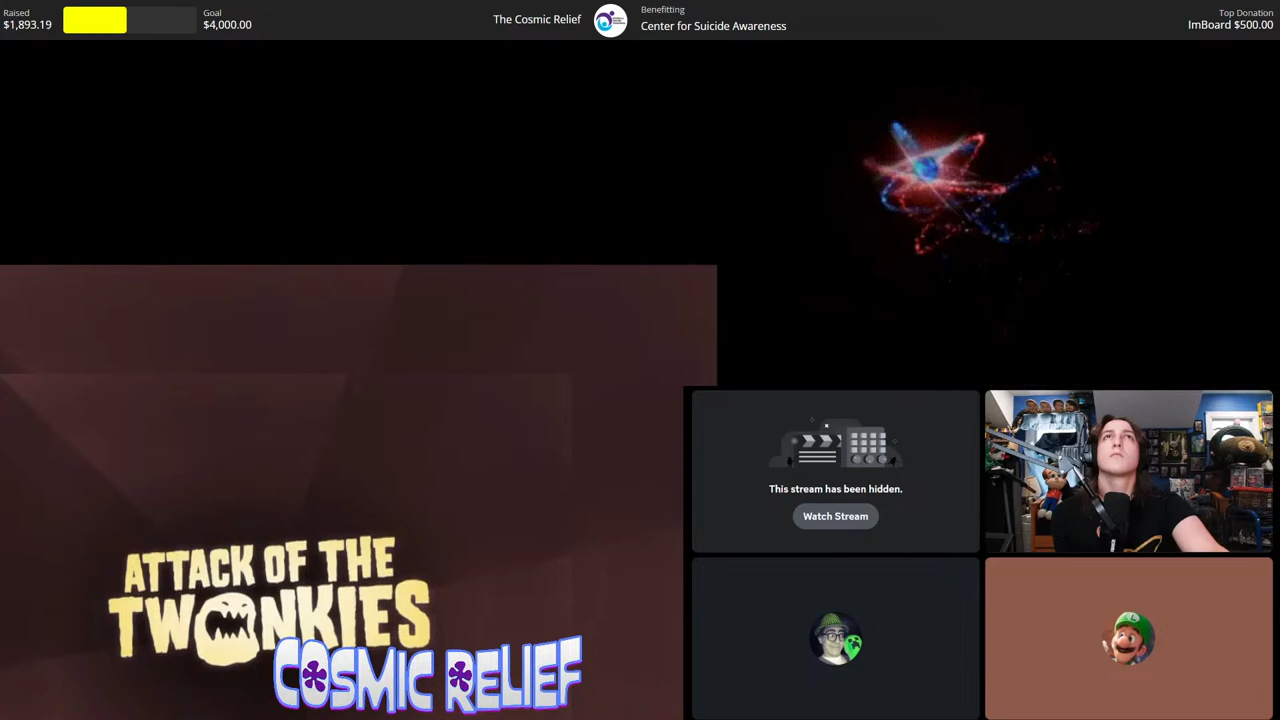 Raised
$1,893.19
Goal
$4,000.00
The Cosmic Relief
Benefitting
Center for Suicide Awareness
Top Donation
ImBoard $500.00
This stream has been hidden.
Watch Stream
ATTACK OF THE
TWONKIES
COSMIC RELIEF